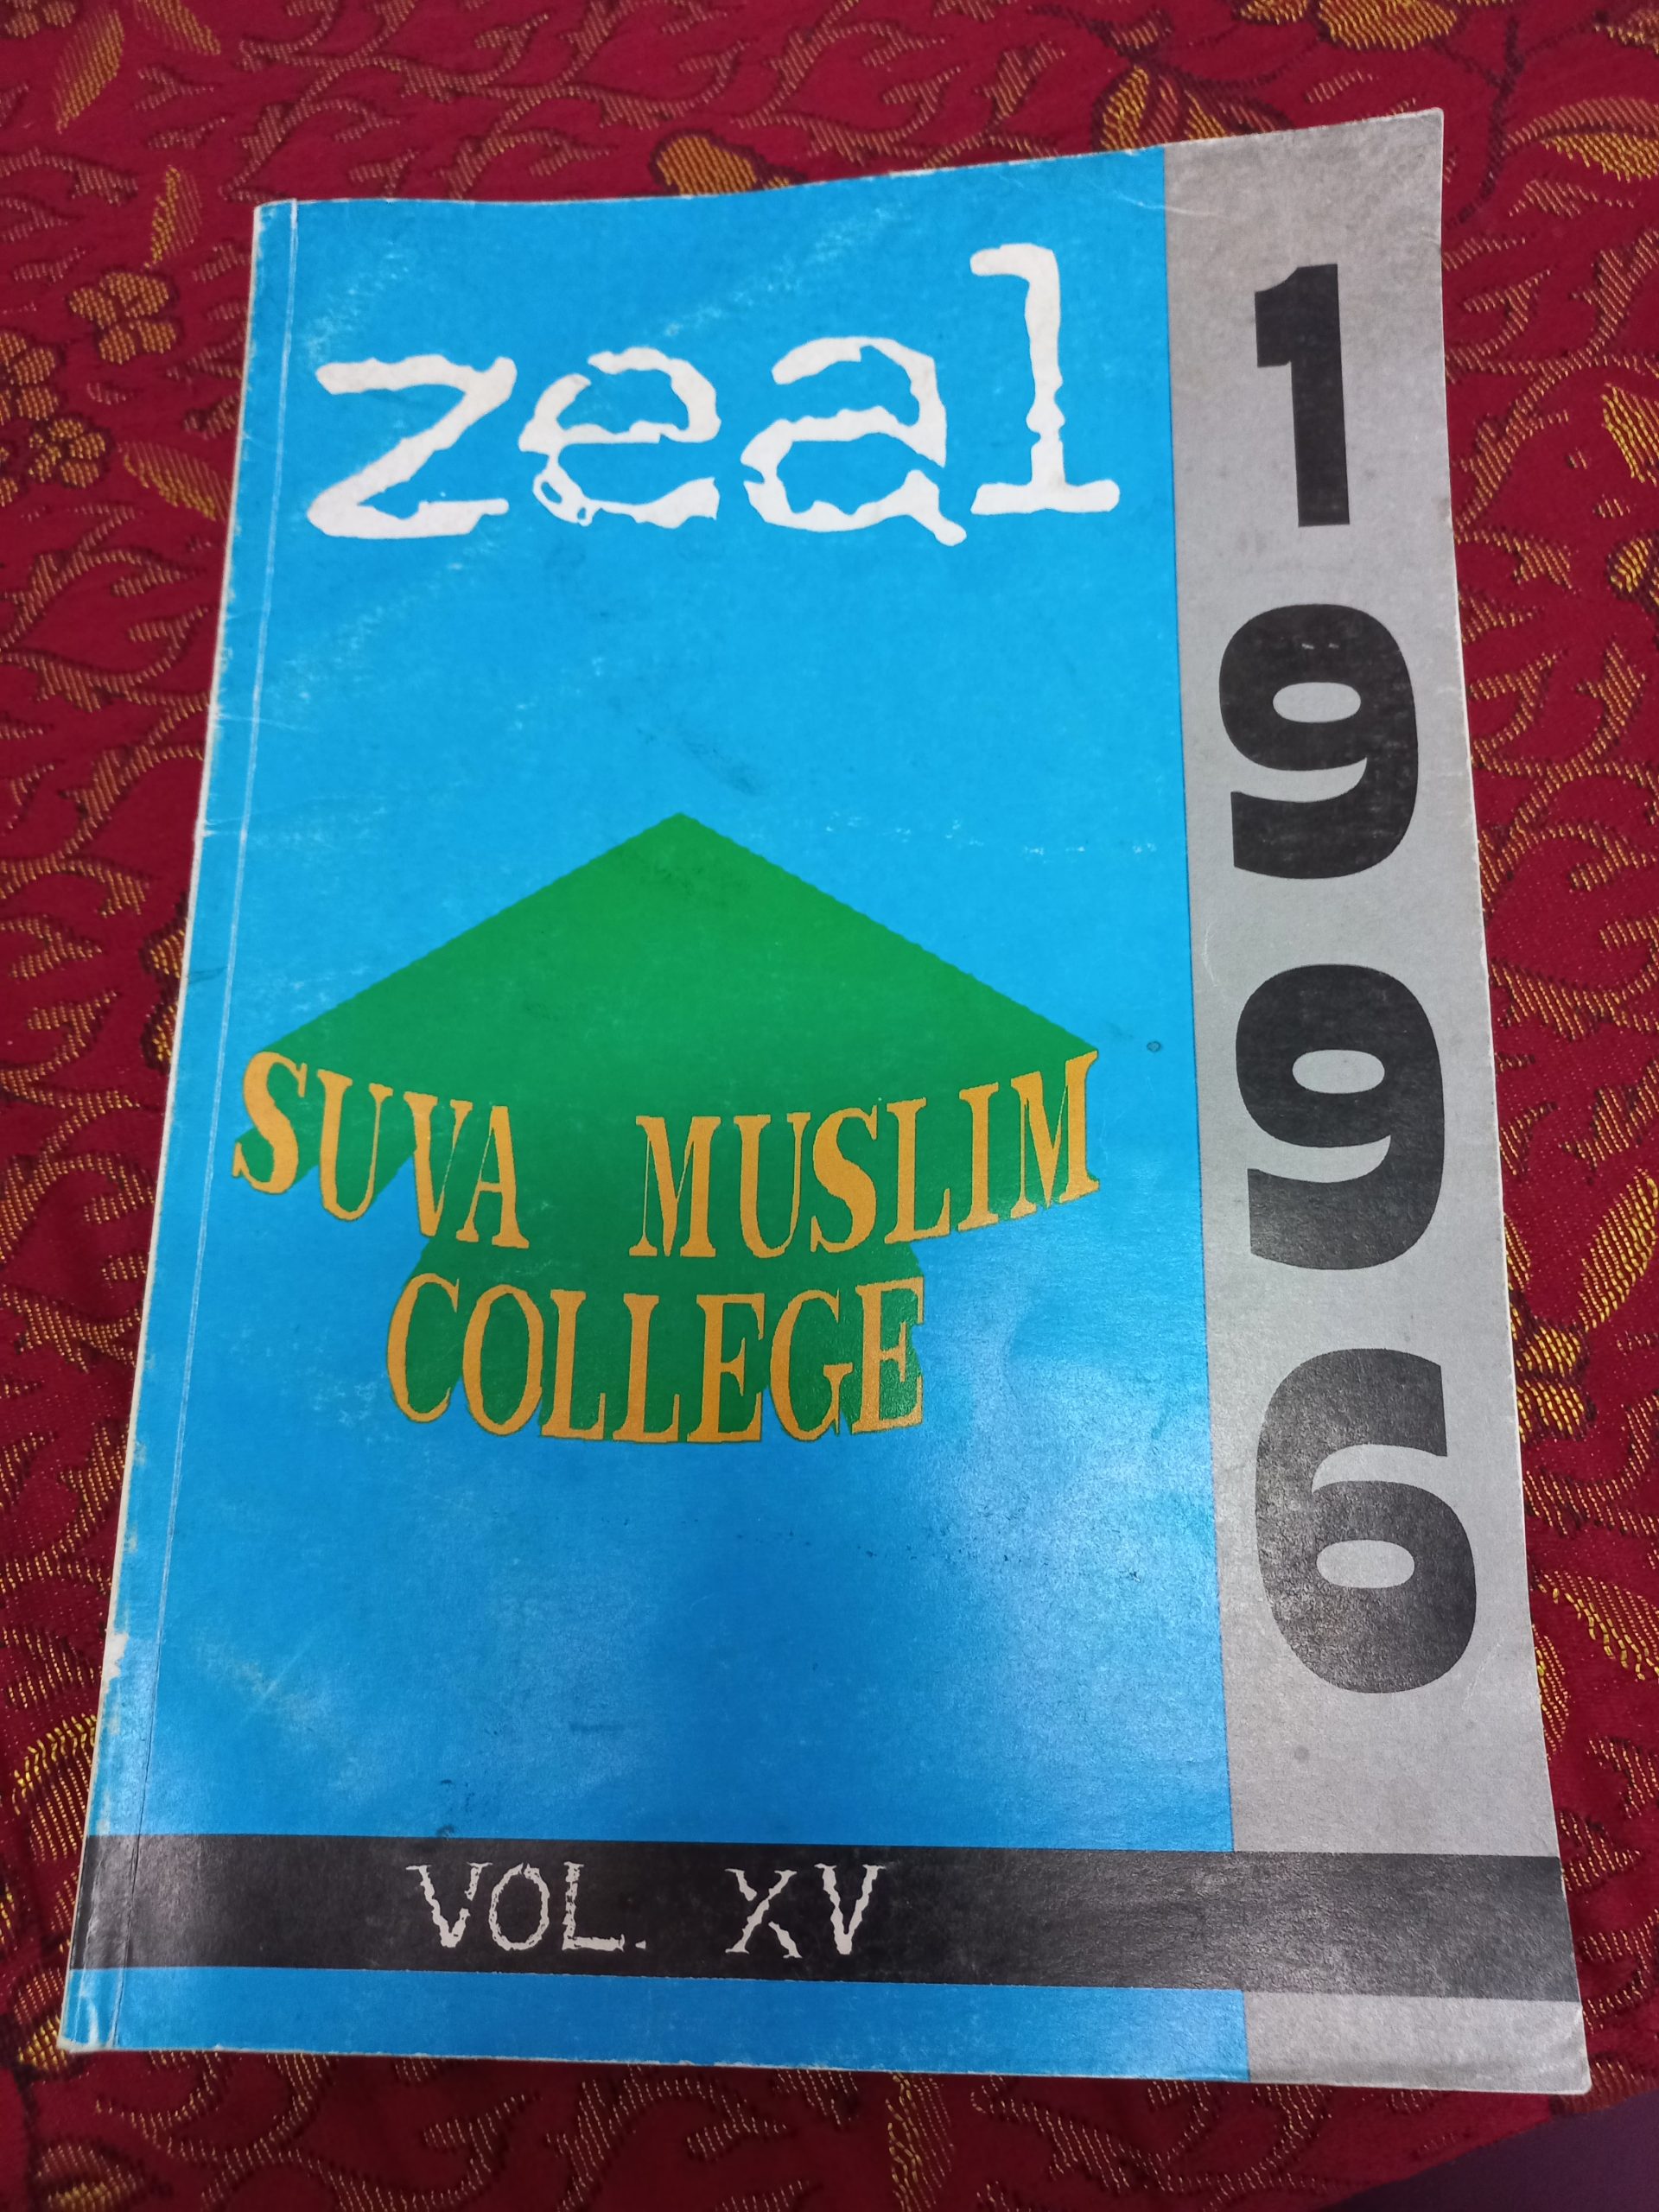 zeal
1996
SUVA MUSLIM
COLLEGE
VOL. XV